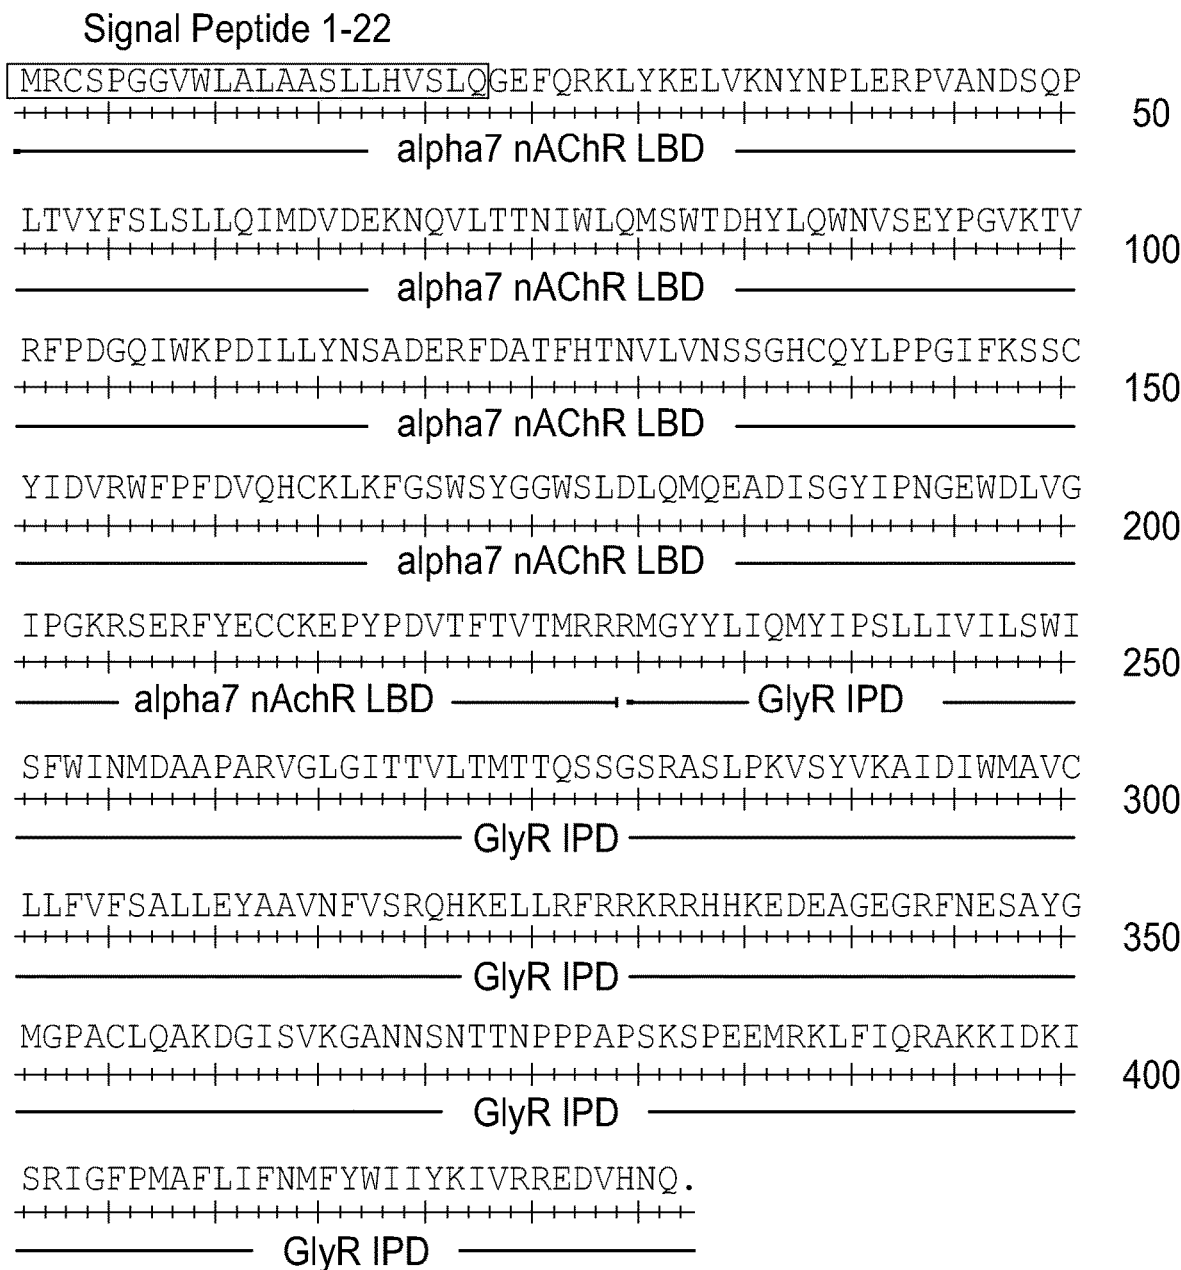 Signal Peptide 1-22
MRCSPGGVWLALAASLLHVSLQGEFQRKLYKELVKNYNPLERPVANDSQP
50
alpha7 nAChR LBD
LTVYFSLSLLQIMDVDEKNQVLTTNIWLQMSWTDHYLQWNVSEYPGVKTV
100
alpha7 nAChR LBD
RFPDGQIWKPDILLYNSADERFDATFHTNVLVNSSGHCQYLPPGIFKSSC
150
alpha7 nAChR LBD
YIDVRWFPFDVQHCKLKFGSWSYGGWSLDLQMQEADISGYIPNGEWDLVG
200
alpha7 nAChR LBD
IPGKRSERFYECCKEPYPDVTFTVTMRRRMGYYLIQMYIPSLLIVILSWI
250
alpha7 nAchR LBD GlyR IPD
SFWINMDAAPARVGLGITTVLTMTTQSSGSRASLPKVSYVKAIDIWMAVC
300
GlyR IPD
LLFVFSALLEYAAVNFVSRQHKELLRFRRKRRHHKEDEAGEGRFNESAYG
350
GlyR IPD
MGPACLQAKDGISVKGANNSNTTNPPPAPSKSPEEMRKLFIQRAKKIDKI
400
GlyR IPD
SRIGFPMAFLIFNMFYWIIYKIVRREDVHNQ.
GlyR IPD